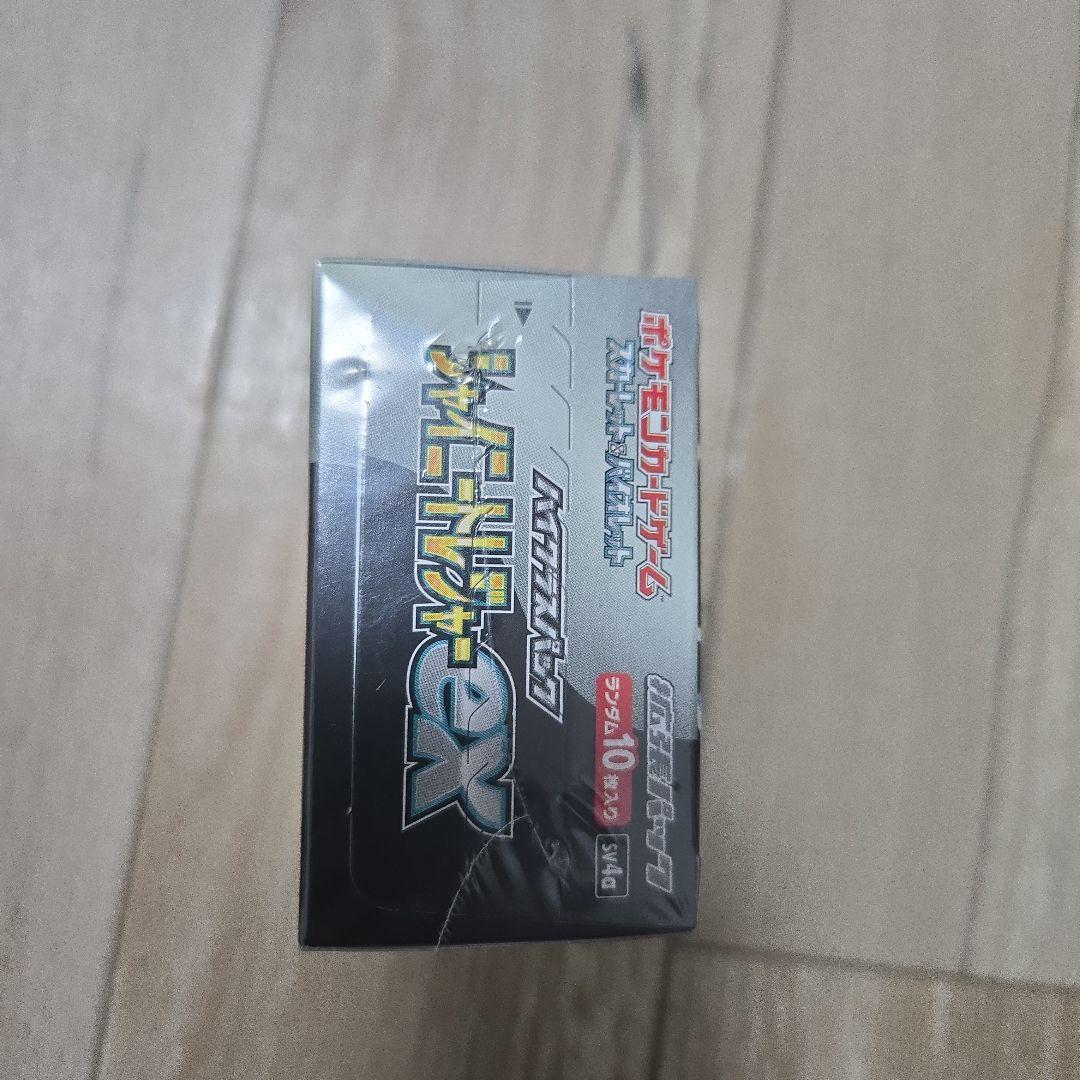 ポケモンカードゲーム
スカーレット&バイオレット
拡張パック
ハイクラスパック
シャイニートレジャーex
ランダム10枚入り
SV4a